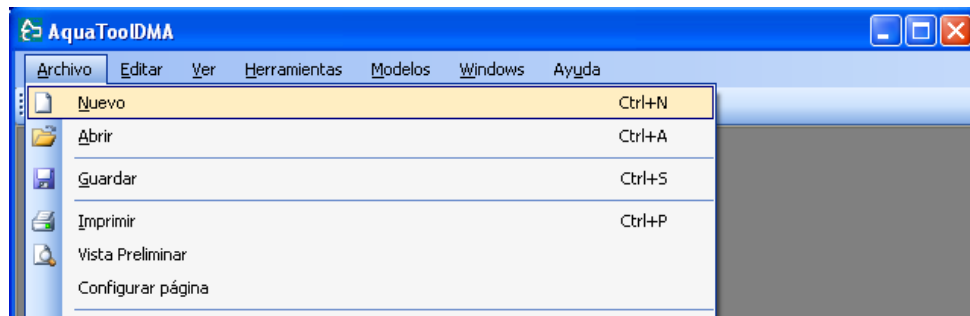 AquaToolDMA
Archivo Editar Ver Herramientas Modelos Windows Ayuda
Nuevo Ctrl+N
Abrir Ctrl+A
Guardar Ctrl+S
Imprimir Ctrl+P
Vista Preliminar
Configurar página